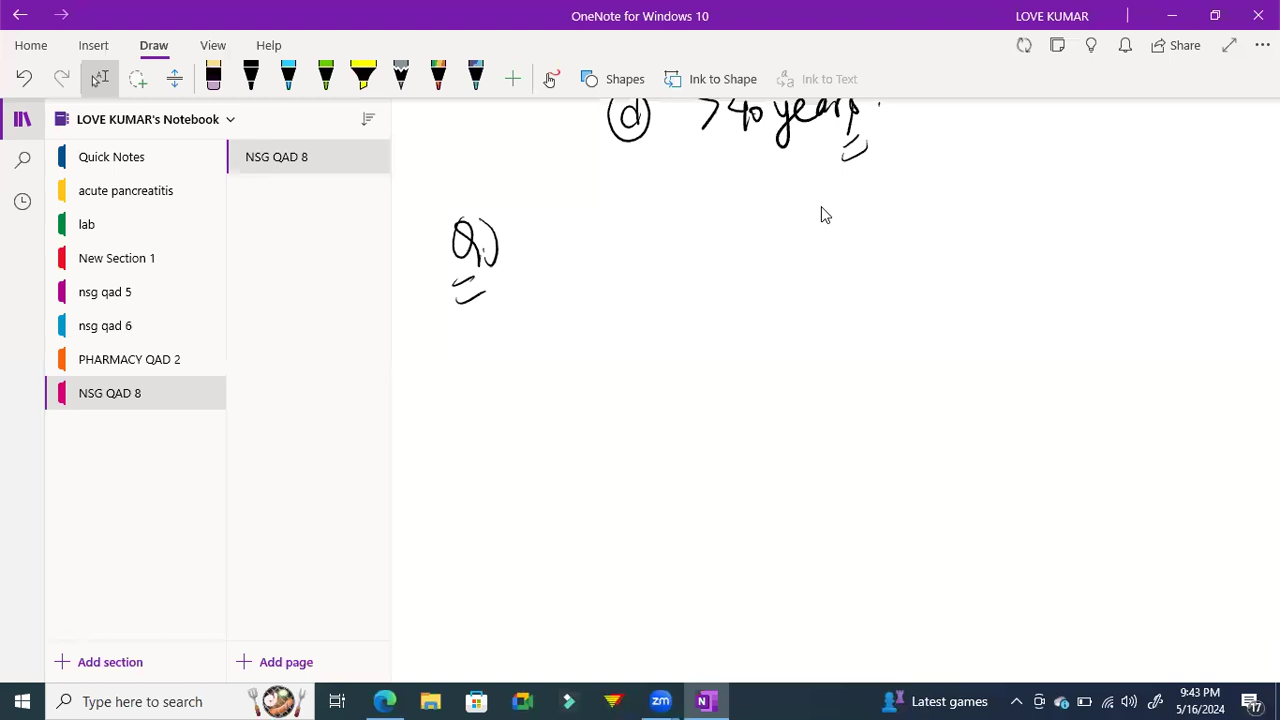 OneNote for Windows 10
LOVE KUMAR
Home Insert Draw View Help
Share
Shapes
Ink to Shape
Ink to Text
LOVE KUMAR's Notebook
Quick Notes
acute pancreatitis
lab
New Section 1
nsg qad 5
nsg qad 6
PHARMACY QAD 2
NSG QAD 8
NSG QAD 8
(d) >40 years.
Q.)
Add section
Add page
Type here to search
zm
Latest games
9:43 PM
5/16/2024
17